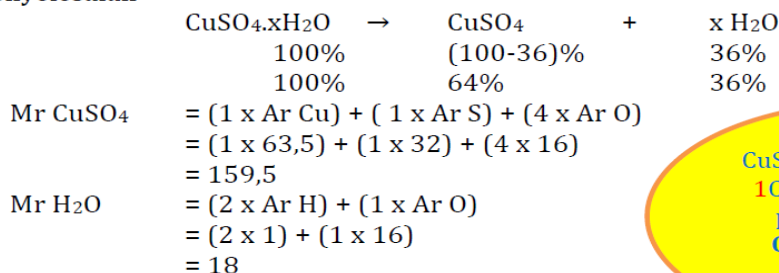 CuSO4.xH2O → CuSO4 + x H2O
100% (100-36)% 36%
100% 64% 36%
Mr CuSO4 = (1 x Ar Cu) + ( 1 x Ar S) + (4 x Ar O)
= (1 x 63,5) + (1 x 32) + (4 x 16)
= 159,5
Mr H2O = (2 x Ar H) + (1 x Ar O)
= (2 x 1) + (1 x 16)
= 18